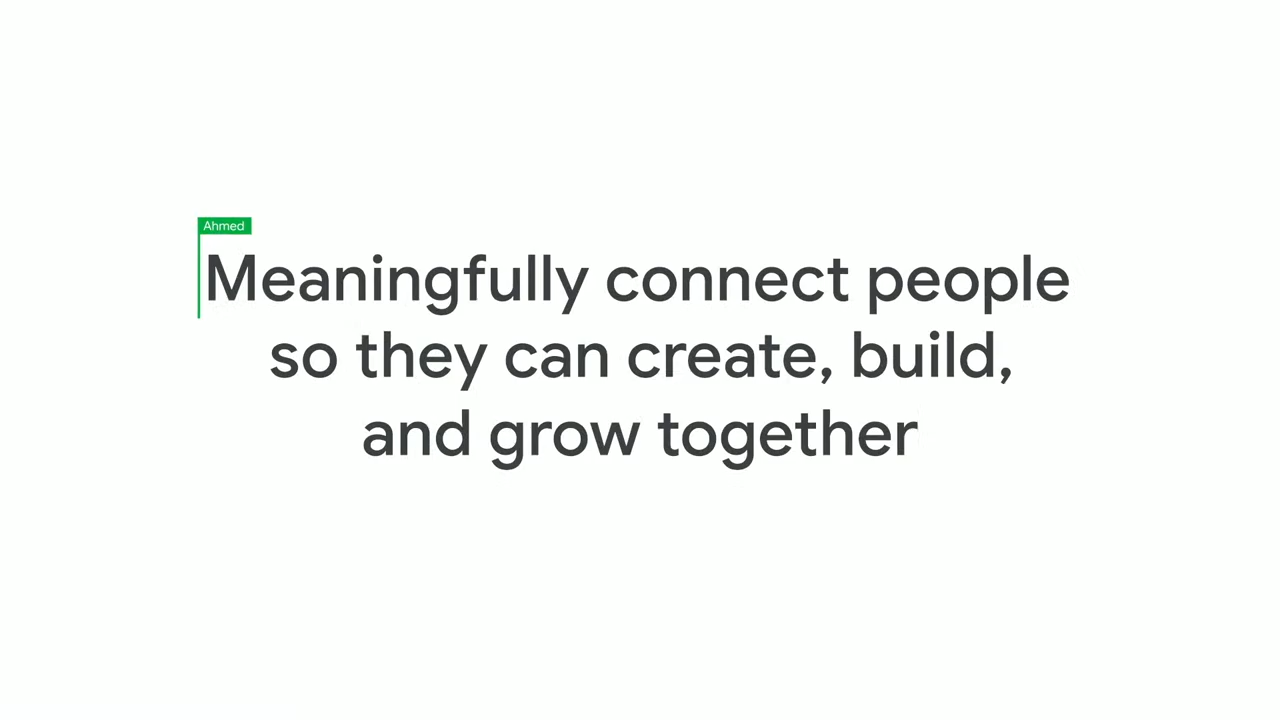 Ahmed
Meaningfully connect people
so they can create, build,
and grow together